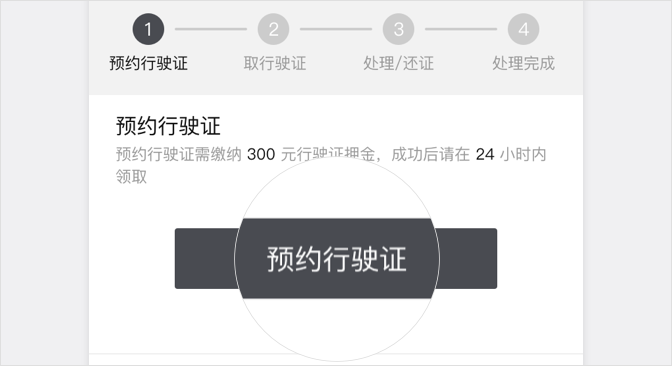 1 2 3 4
预约行驶证 取行驶证 处理/还证 处理完成
预约行驶证
预约行驶证需缴纳 300 元行驶证押金，成功后请在 24 小时内
领取
预约行驶证